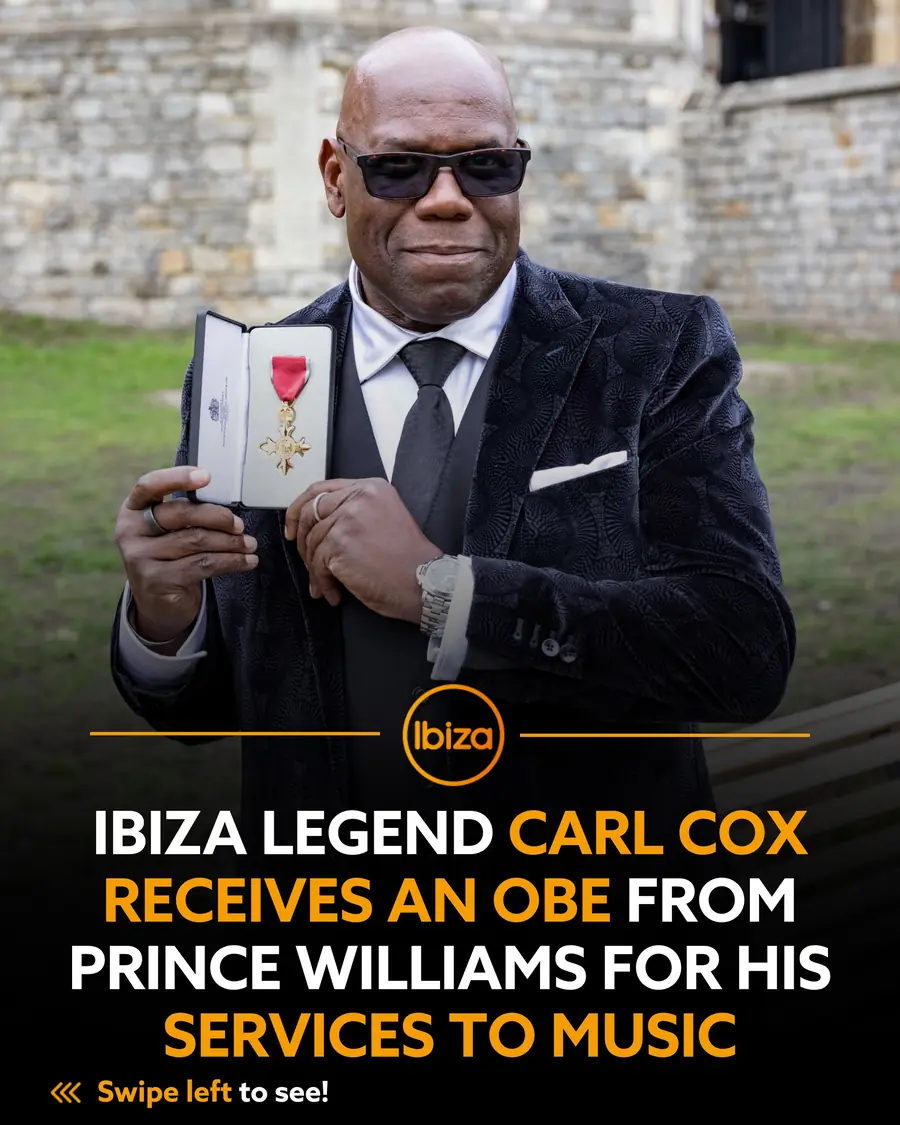 Ibiza
IBIZA LEGEND CARL COX
RECEIVES AN OBE FROM
PRINCE WILLIAMS FOR HIS
SERVICES TO MUSIC
Swipe left to see!